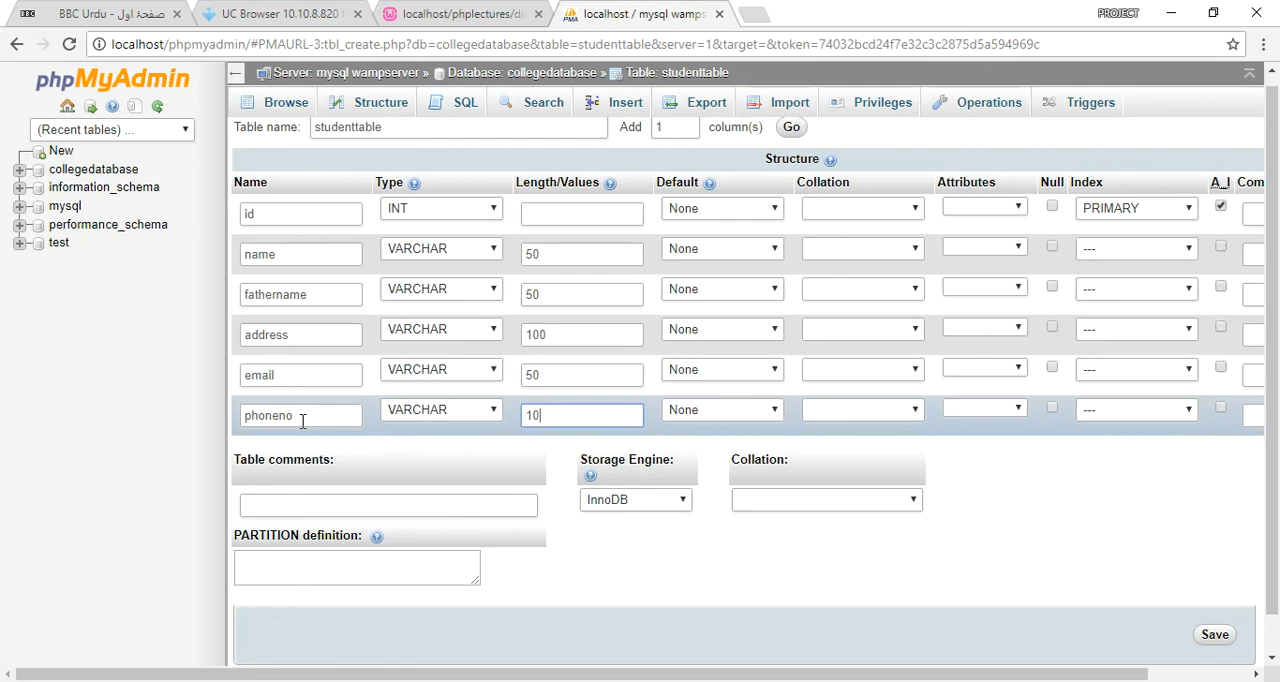 BBC BBC Urdu - صفحۂ اول × UC Browser 10.10.8.820 f × localhost/phplectures/di × PMA localhost / mysql wamps × PROJECT
localhost/phpmyadmin/#PMAURL-3:tbl_create.php?db=collegedatabase&table=studenttable&server=1&target=&token=74032bcd24f7e32c3c2875d5a594969c
phpMyAdmin
(Recent tables) ...
New
collegedatabase
information_schema
mysql
performance_schema
test
Server: mysql wampserver » Database: collegedatabase » Table: studenttable
Browse Structure SQL Search Insert Export Import Privileges Operations Triggers
Table name: studenttable Add 1 column(s) Go
Structure
Name Type Length/Values Default Collation Attributes Null Index A_I Com
id INT None PRIMARY
name VARCHAR 50 None ---
fathername VARCHAR 50 None ---
address VARCHAR 100 None ---
email VARCHAR 50 None ---
phoneno VARCHAR 10 None ---
Table comments: Storage Engine: Collation:
InnoDB
PARTITION definition:
Save